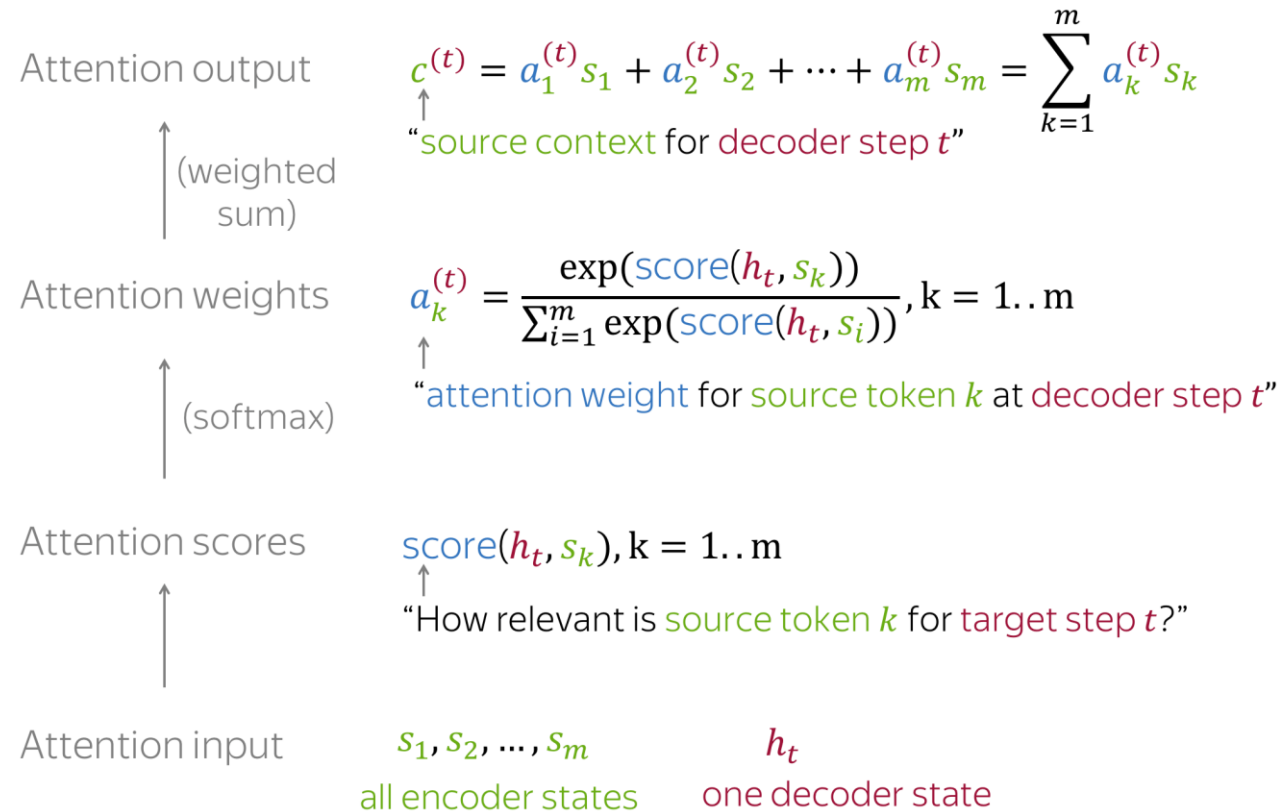 Attention output c^{(t)} = a_1^{(t)} s_1 + a_2^{(t)} s_2 + ⋯ + a_m^{(t)} s_m = \sum_{k=1}^{m} a_k^{(t)} s_k
“source context for decoder step t”
(weighted
sum)
Attention weights a_k^{(t)} = \frac{exp(score(h_t, s_k))}{\sum_{i=1}^{m} exp(score(h_t, s_i))}, k = 1..m
“attention weight for source token k at decoder step t”
(softmax)
Attention scores score(h_t, s_k), k = 1..m
“How relevant is source token k for target step t?”
Attention input s_1, s_2, ..., s_m h_t
all encoder states one decoder state